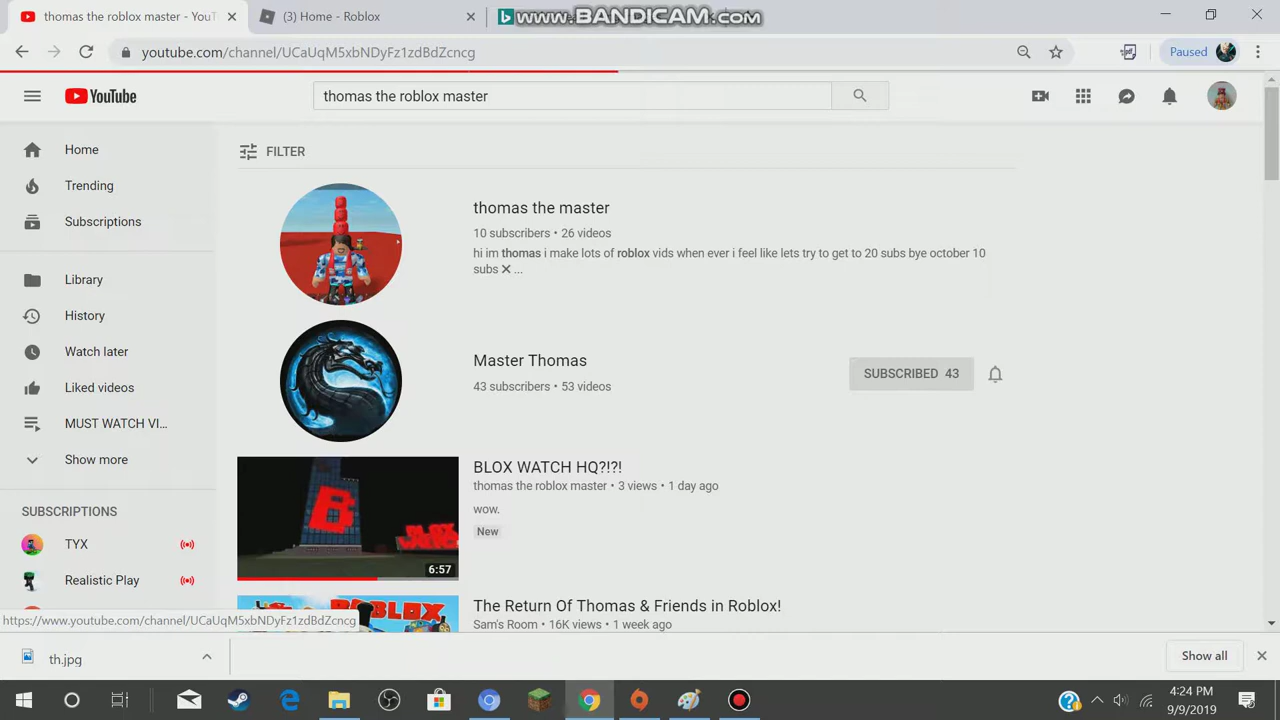 thomas the roblox master - YouT
(3) Home - Roblox
www.BANDICAM.com
youtube.com/channel/UCaUqM5xbNDyFz1zdBdZcncg
Paused
YouTube
thomas the roblox master
Home
Trending
Subscriptions
Library
History
Watch later
Liked videos
MUST WATCH VI...
Show more
SUBSCRIPTIONS
TYX
Realistic Play
FILTER
thomas the master
10 subscribers • 26 videos
hi im thomas i make lots of roblox vids when ever i feel like lets try to get to 20 subs bye october 10
subs ❌ ...
Master Thomas
43 subscribers • 53 videos
SUBSCRIBED 43
B
6:57
BLOX WATCH HQ?!?!
thomas the roblox master • 3 views • 1 day ago
wow.
New
ROBLOX
The Return Of Thomas & Friends in Roblox!
Sam's Room • 16K views • 1 week ago
https://www.youtube.com/channel/UCaUqM5xbNDyFz1zdBdZcncg
th.jpg
Show all
4:24 PM
9/9/2019